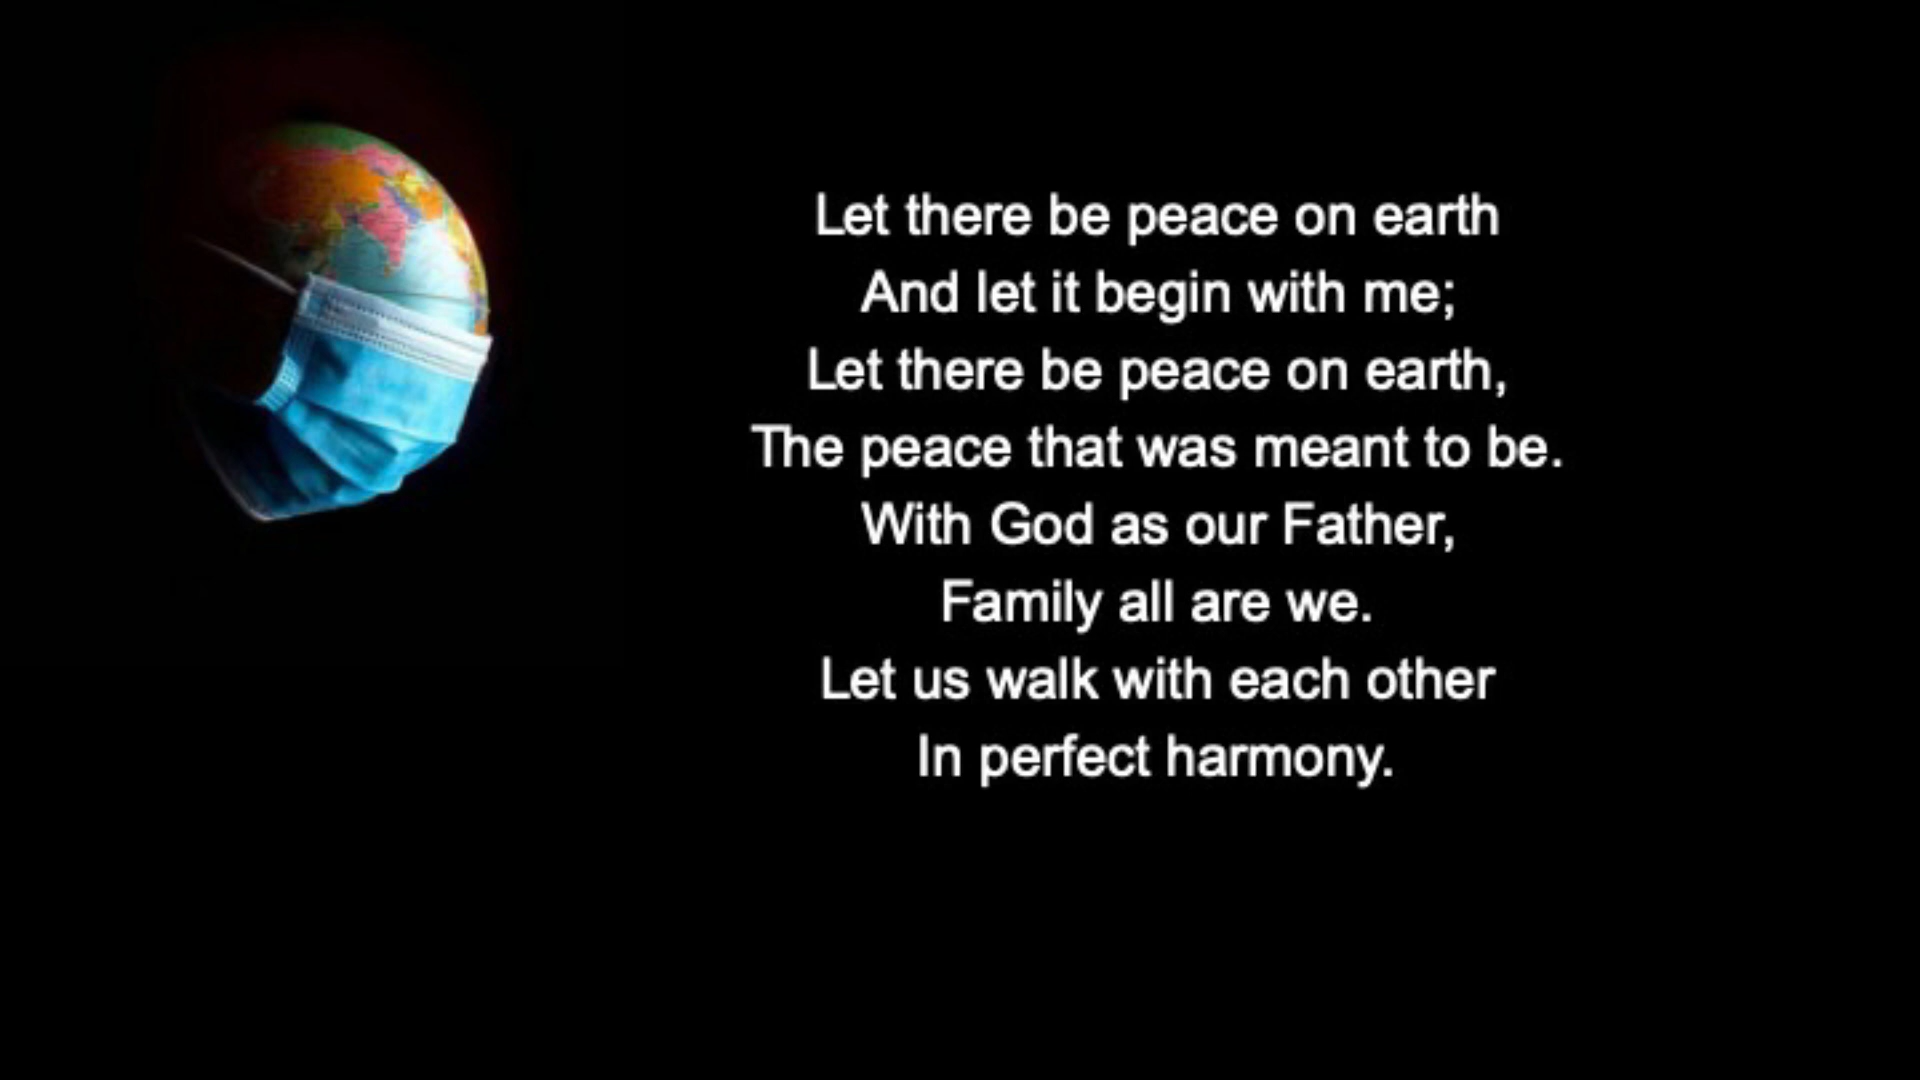 Let there be peace on earth
And let it begin with me;
Let there be peace on earth,
The peace that was meant to be.
With God as our Father,
Family all are we.
Let us walk with each other
In perfect harmony.